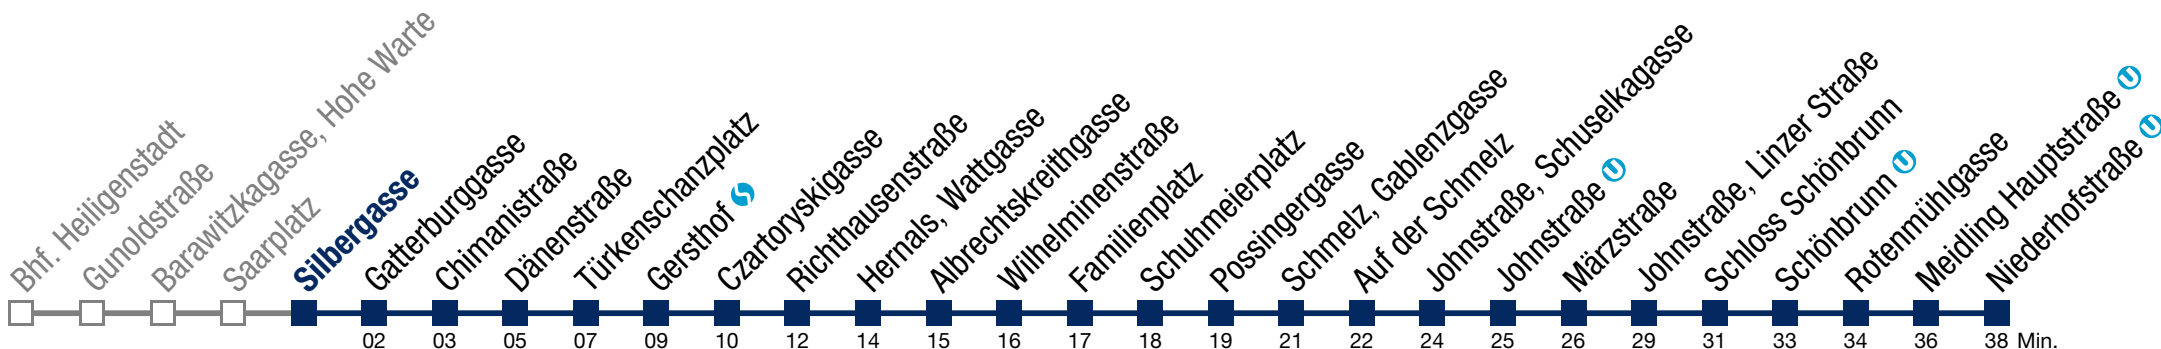 Bhf. Heiligenstadt
Gunoldstraße
Barawitzkagasse, Hohe Warte
Saarplatz
Silbergasse
Gatterburggasse
Chimanistraße
Dänenstraße
Türkenschanzplatz
Gersthof
Czartoryskigasse
Richthausenstraße
Hernals, Wattgasse
Albrechtskreithgasse
Wilhelminenstraße
Familienplatz
Schuhmeierplatz
Possingergasse
Schmelz, Gablenzgasse
Auf der Schmelz
Johnstraße, Schuselkagasse
Johnstraße U
Märzstraße
Johnstraße, Linzer Straße
Schloss Schönbrunn
Schönbrunn U
Rotenmühlgasse
Meidling Hauptstraße U
Niederhofstraße U
02 03 05 07 09 10 12 14 15 16 17 18 19 21 22 24 25 26 29 31 33 34 36 38 Min.